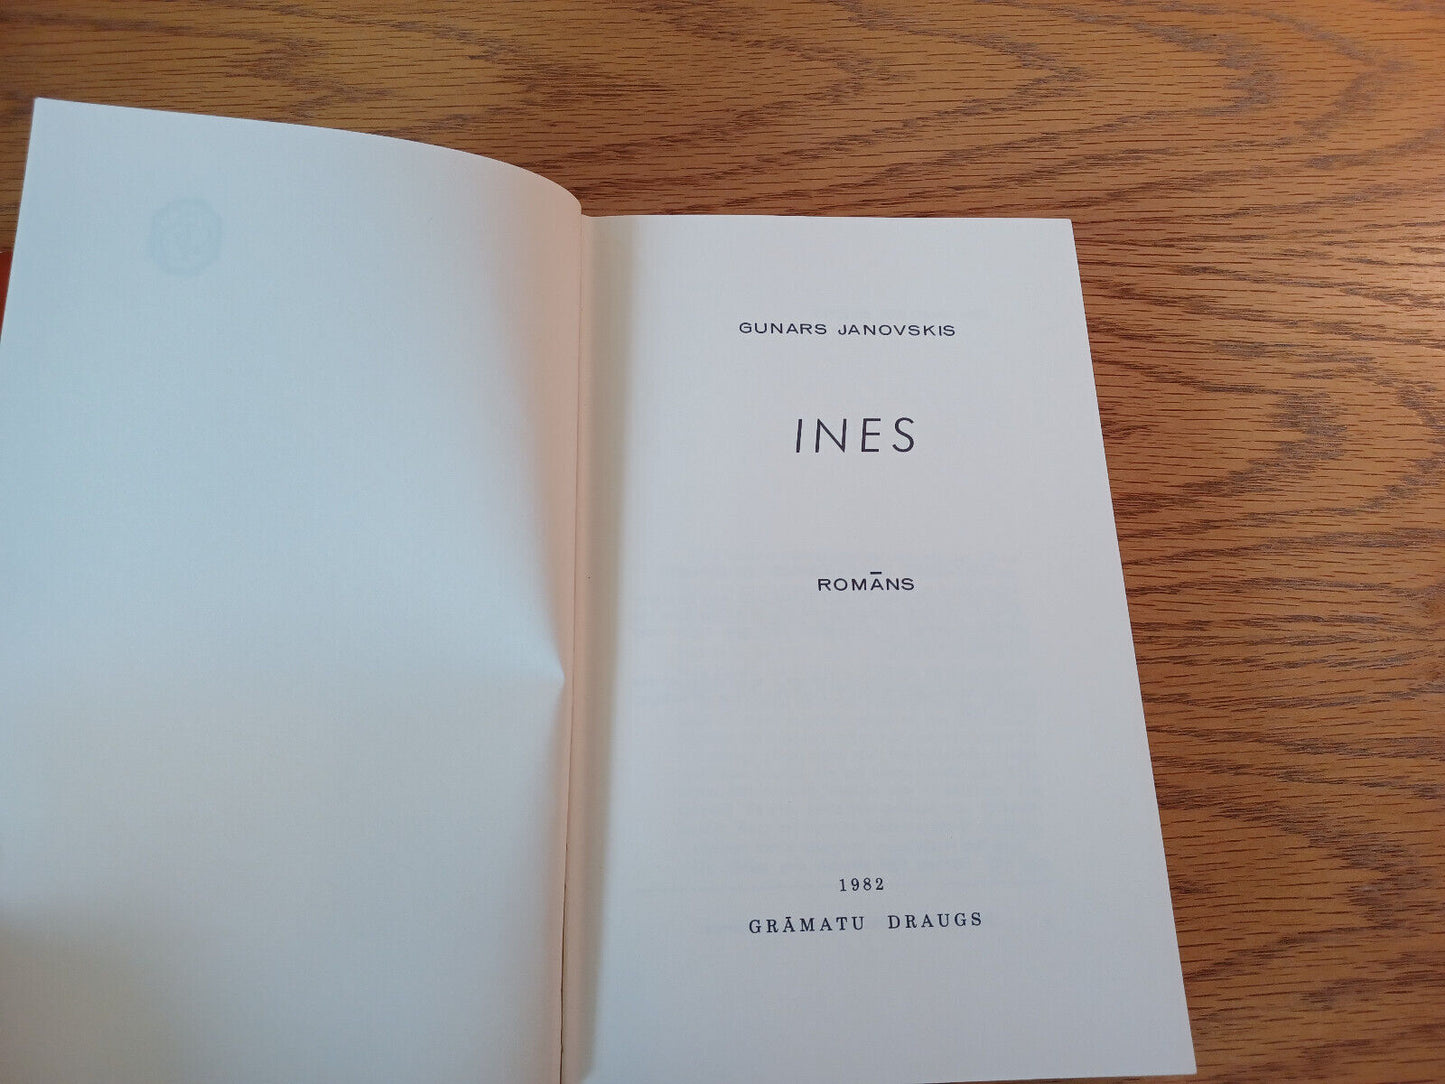 GUNARS JANOVSKIS
INES
ROMĀNS
1982
GRĀMATU DRAUGS